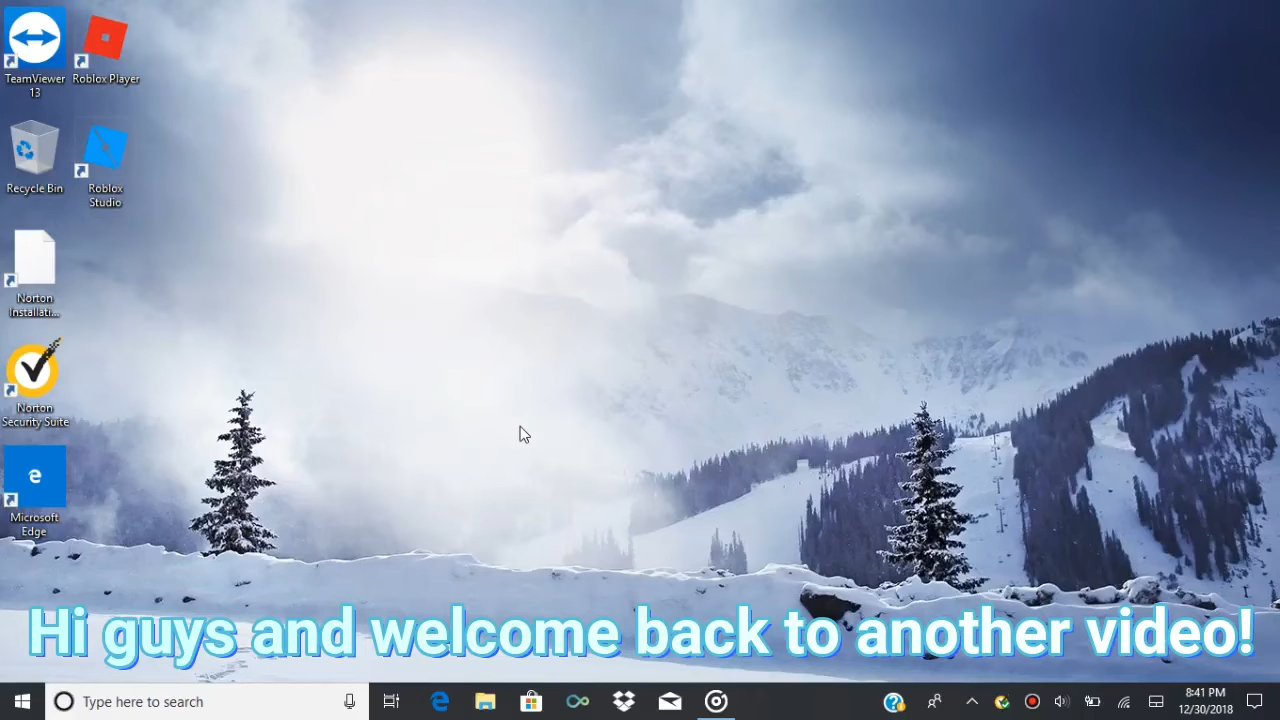 TeamViewer
13
Roblox Player
Recycle Bin
Roblox
Studio
Norton
Installati...
Norton
Security Suite
e
Microsoft
Edge
Hi guys and welcome back to another video!
Type here to search
8:41 PM
12/30/2018